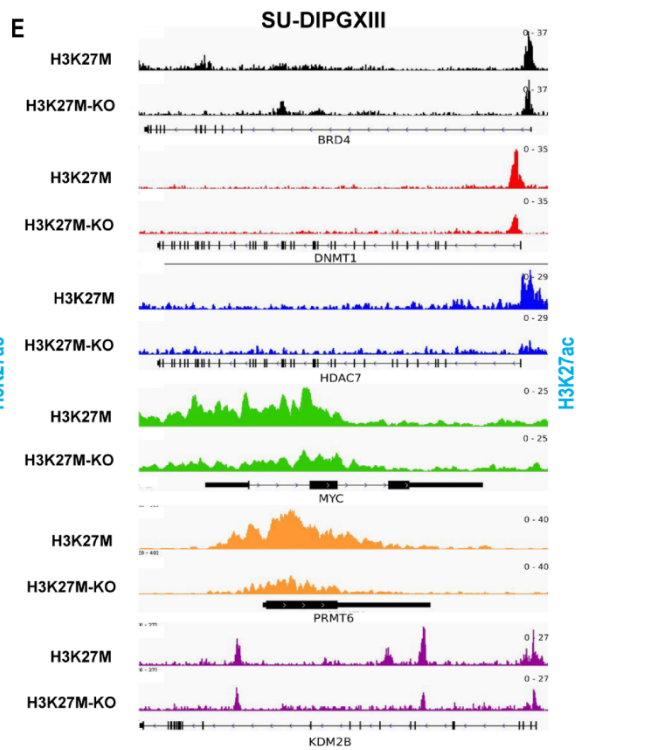 E
SU-DIPGXIII
H3K27M
0 - 37
H3K27M-KO
0 - 37
BRD4
H3K27M
0 - 35
H3K27M-KO
0 - 35
DNMT1
H3K27M
0 - 29
H3K27M-KO
0 - 29
HDAC7
H3K27ac
H3K27M
0 - 25
H3K27M-KO
0 - 25
MYC
H3K27M
0 - 40
H3K27M-KO
0 - 40
PRMT6
H3K27M
0 - 27
H3K27M-KO
0 - 27
KDM2B